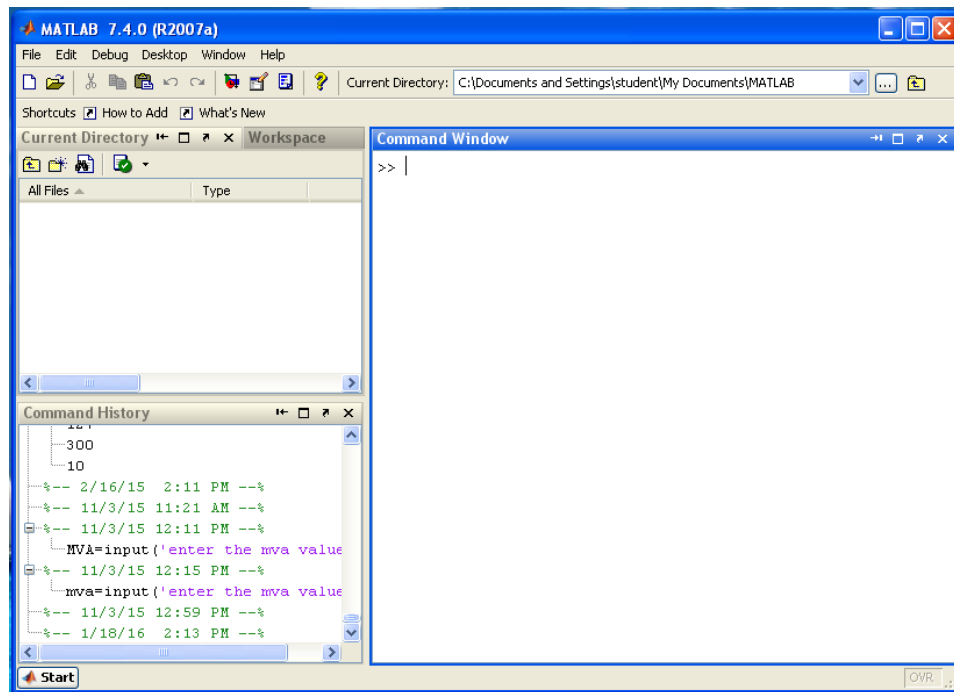 MATLAB 7.4.0 (R2007a)
File Edit Debug Desktop Window Help
Current Directory: C:\Documents and Settings\student\My Documents\MATLAB
Shortcuts How to Add What's New
Current Directory Workspace
All Files Type
Command History
300
10
%-- 2/16/15 2:11 PM --%
%-- 11/3/15 11:21 AM --%
%-- 11/3/15 12:11 PM --%
MVA=input('enter the mva value
%-- 11/3/15 12:15 PM --%
mva=input('enter the mva value
%-- 11/3/15 12:59 PM --%
%-- 1/18/16 2:13 PM --%
Command Window
>>
Start
OVR